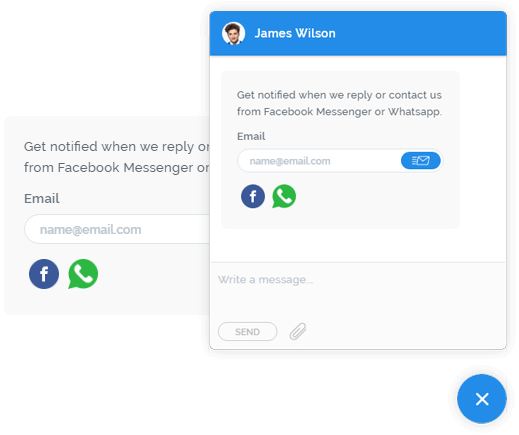 James Wilson
Get notified when we reply or contact us
from Facebook Messenger or Whatsapp.
Email
name@email.com
Write a message...
SEND
Get notified when we reply or
from Facebook Messenger or
Email
name@email.com